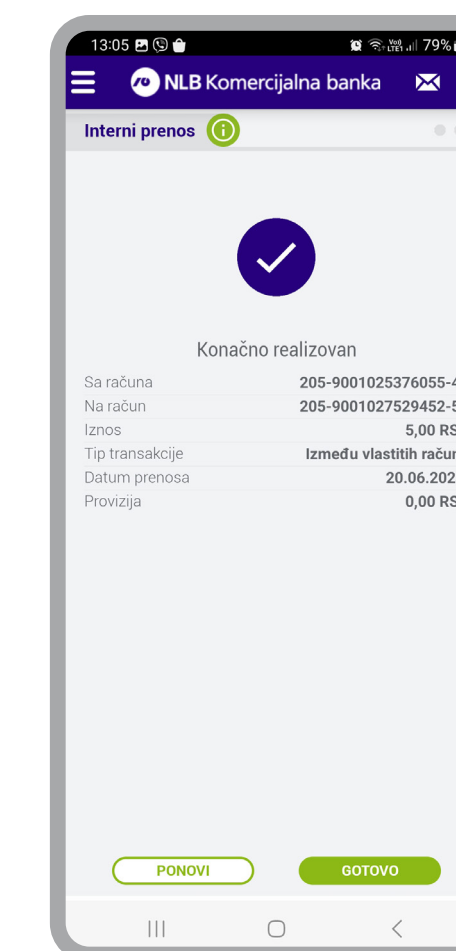 13:05 79%
NLB Komercijalna banka
Interni prenos
Konačno realizovan
Sa računa 205-9001025376055-4
Na račun 205-9001027529452-5
Iznos 5,00 RS
Tip transakcije Između vlastitih račun
Datum prenosa 20.06.202
Provizija 0,00 RS
PONOVI GOTOVO